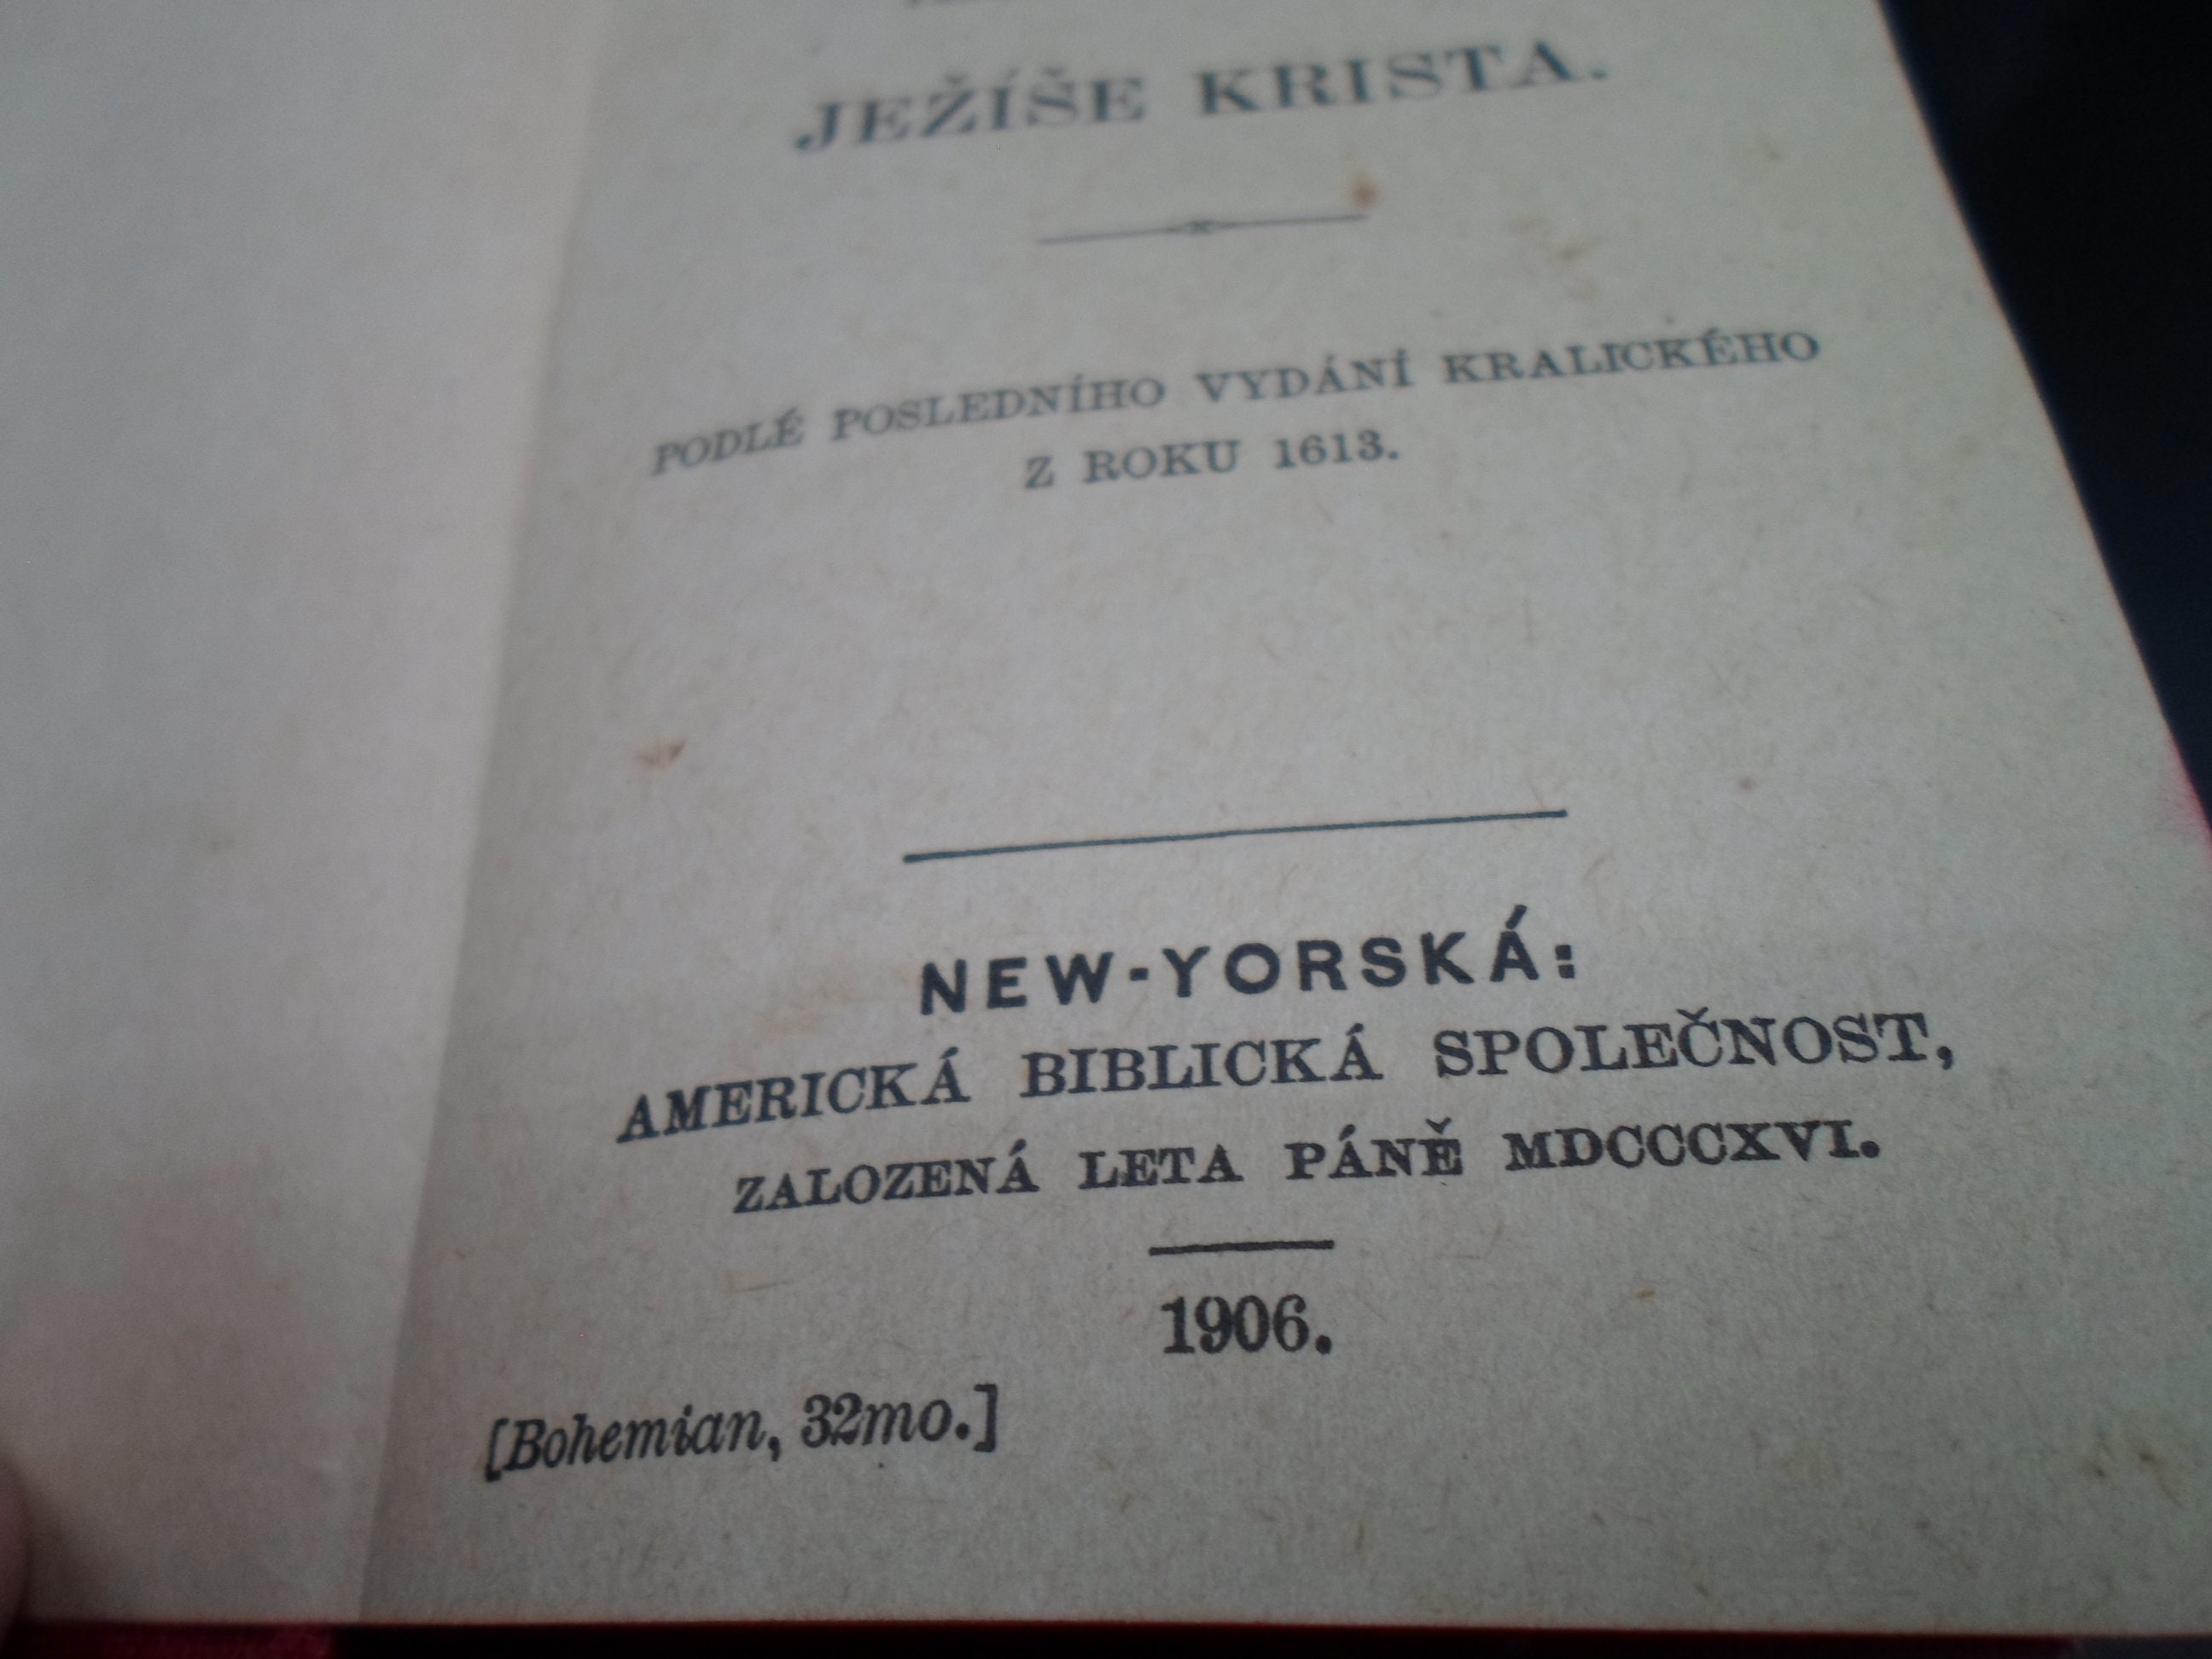 JEŽÍŠE KRISTA.
PODLÉ POSLEDNÍHO VYDÁNÍ KRALICKÉHO
Z ROKU 1613.
NEW-YORSKÁ:
AMERICKÁ BIBLICKÁ SPOLEČNOST,
ZALOZENÁ LETA PÁNĚ MDCCCXVI.
1906.
[Bohemian, 32mo.]